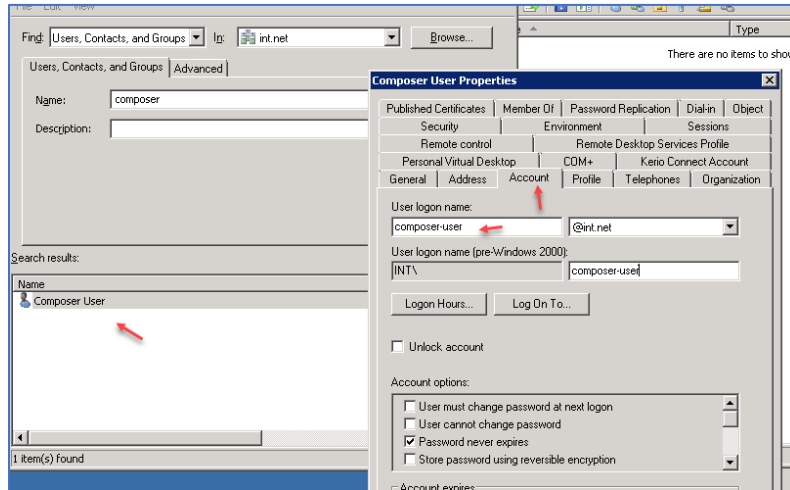 File Edit View
Find: Users, Contacts, and Groups In: int.net Browse...
Users, Contacts, and Groups Advanced
Name: composer
Description:
Search results:
Name
Composer User
1 item(s) found
Type
There are no items to show
Composer User Properties
Published Certificates Member Of Password Replication Dial-in Object
Security Environment Sessions
Remote control Remote Desktop Services Profile
Personal Virtual Desktop COM+ Kerio Connect Account
General Address Account Profile Telephones Organization
User logon name:
composer-user @int.net
User logon name (pre-Windows 2000):
INT\ composer-user
Logon Hours... Log On To...
Unlock account
Account options:
User must change password at next logon
User cannot change password
Password never expires
Store password using reversible encryption
Account expires